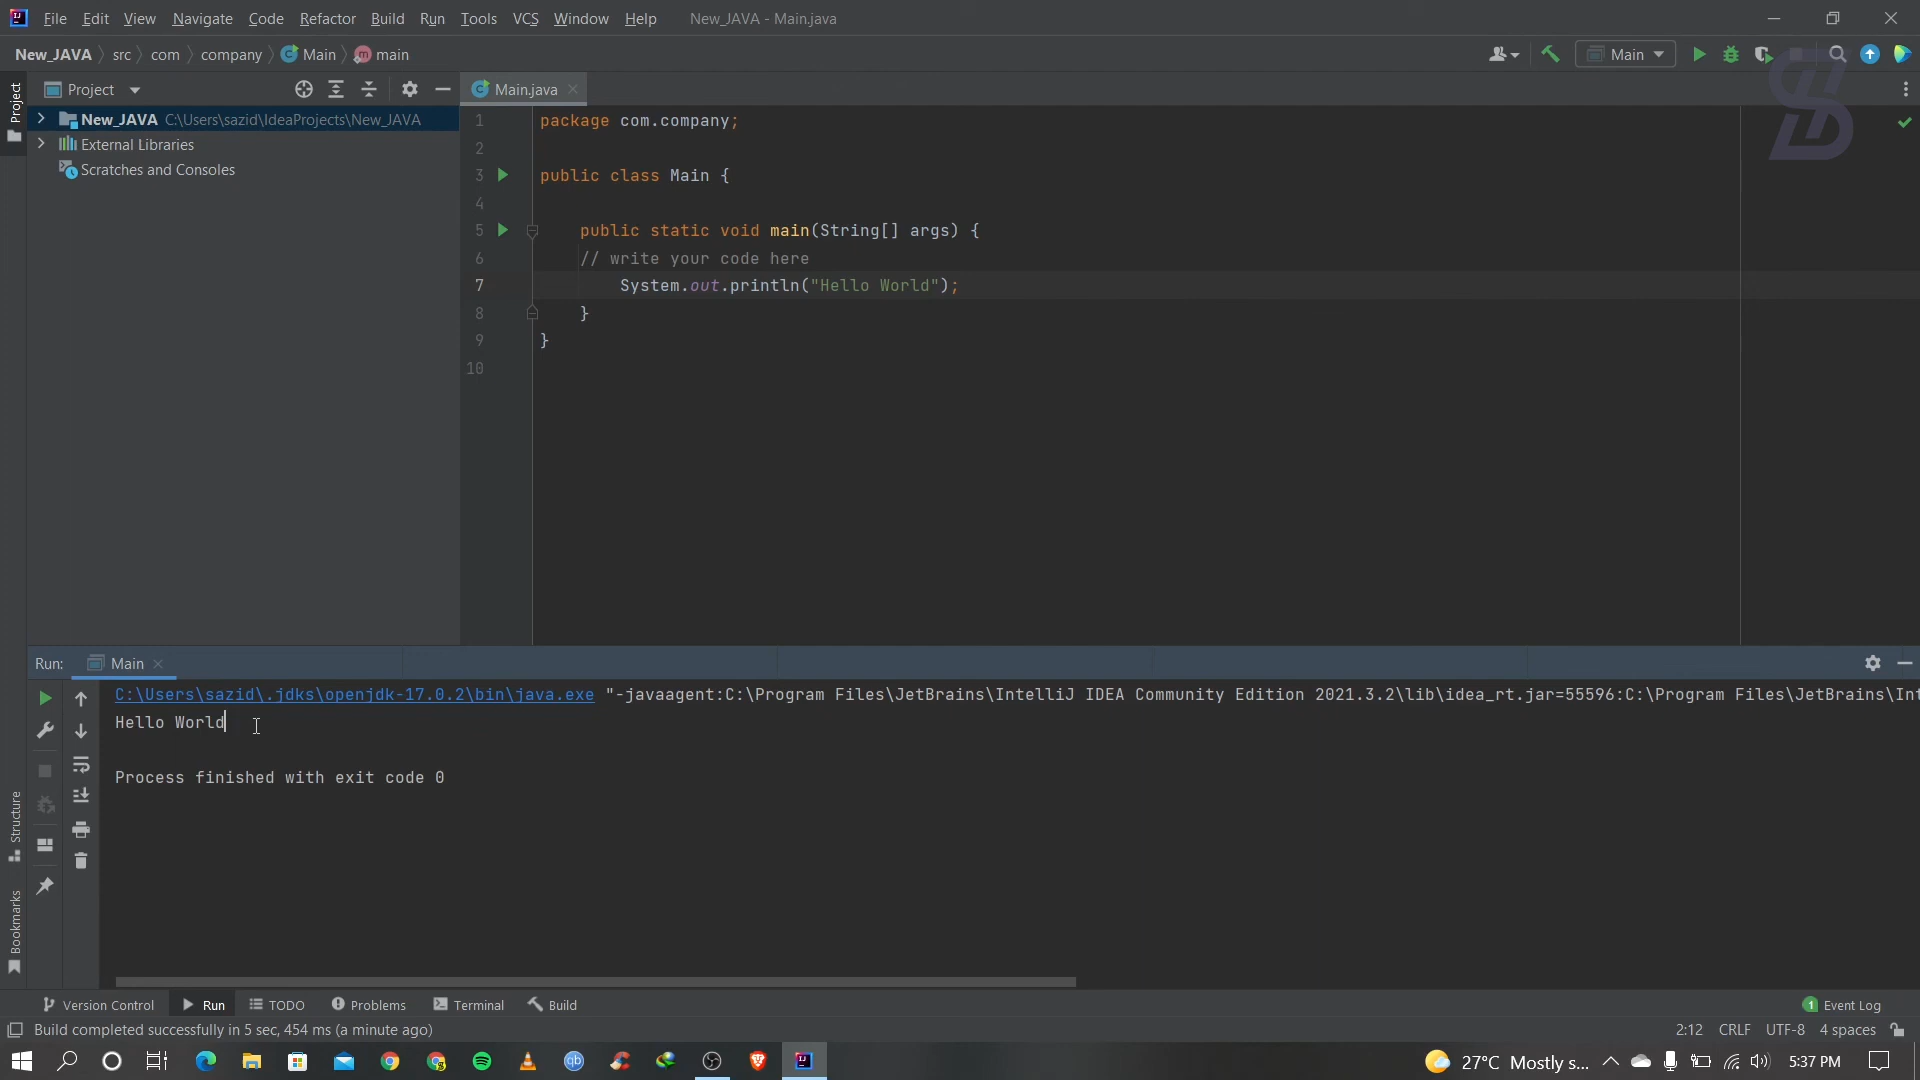 File Edit View Navigate Code Refactor Build Run Tools VCS Window Help New_JAVA - Main.java
New_JAVA src com company Main main
Main
Project
Project
Main.java
New_JAVA C:\Users\sazid\IdeaProjects\New_JAVA
External Libraries
Scratches and Consoles
1 package com.company;
2
3 public class Main {
4
5 public static void main(String[] args) {
6 // write your code here
7 System.out.println("Hello World");
8 }
9 }
10
Run: Main
C:\Users\sazid\.jdks\openjdk-17.0.2\bin\java.exe "-javaagent:C:\Program Files\JetBrains\IntelliJ IDEA Community Edition 2021.3.2\lib\idea_rt.jar=55596:C:\Program Files\JetBrains\Int
Hello World
Process finished with exit code 0
Structure
Bookmarks
Version Control Run TODO Problems Terminal Build 1 Event Log
Build completed successfully in 5 sec, 454 ms (a minute ago) 2:12 CRLF UTF-8 4 spaces
27°C Mostly s... 5:37 PM